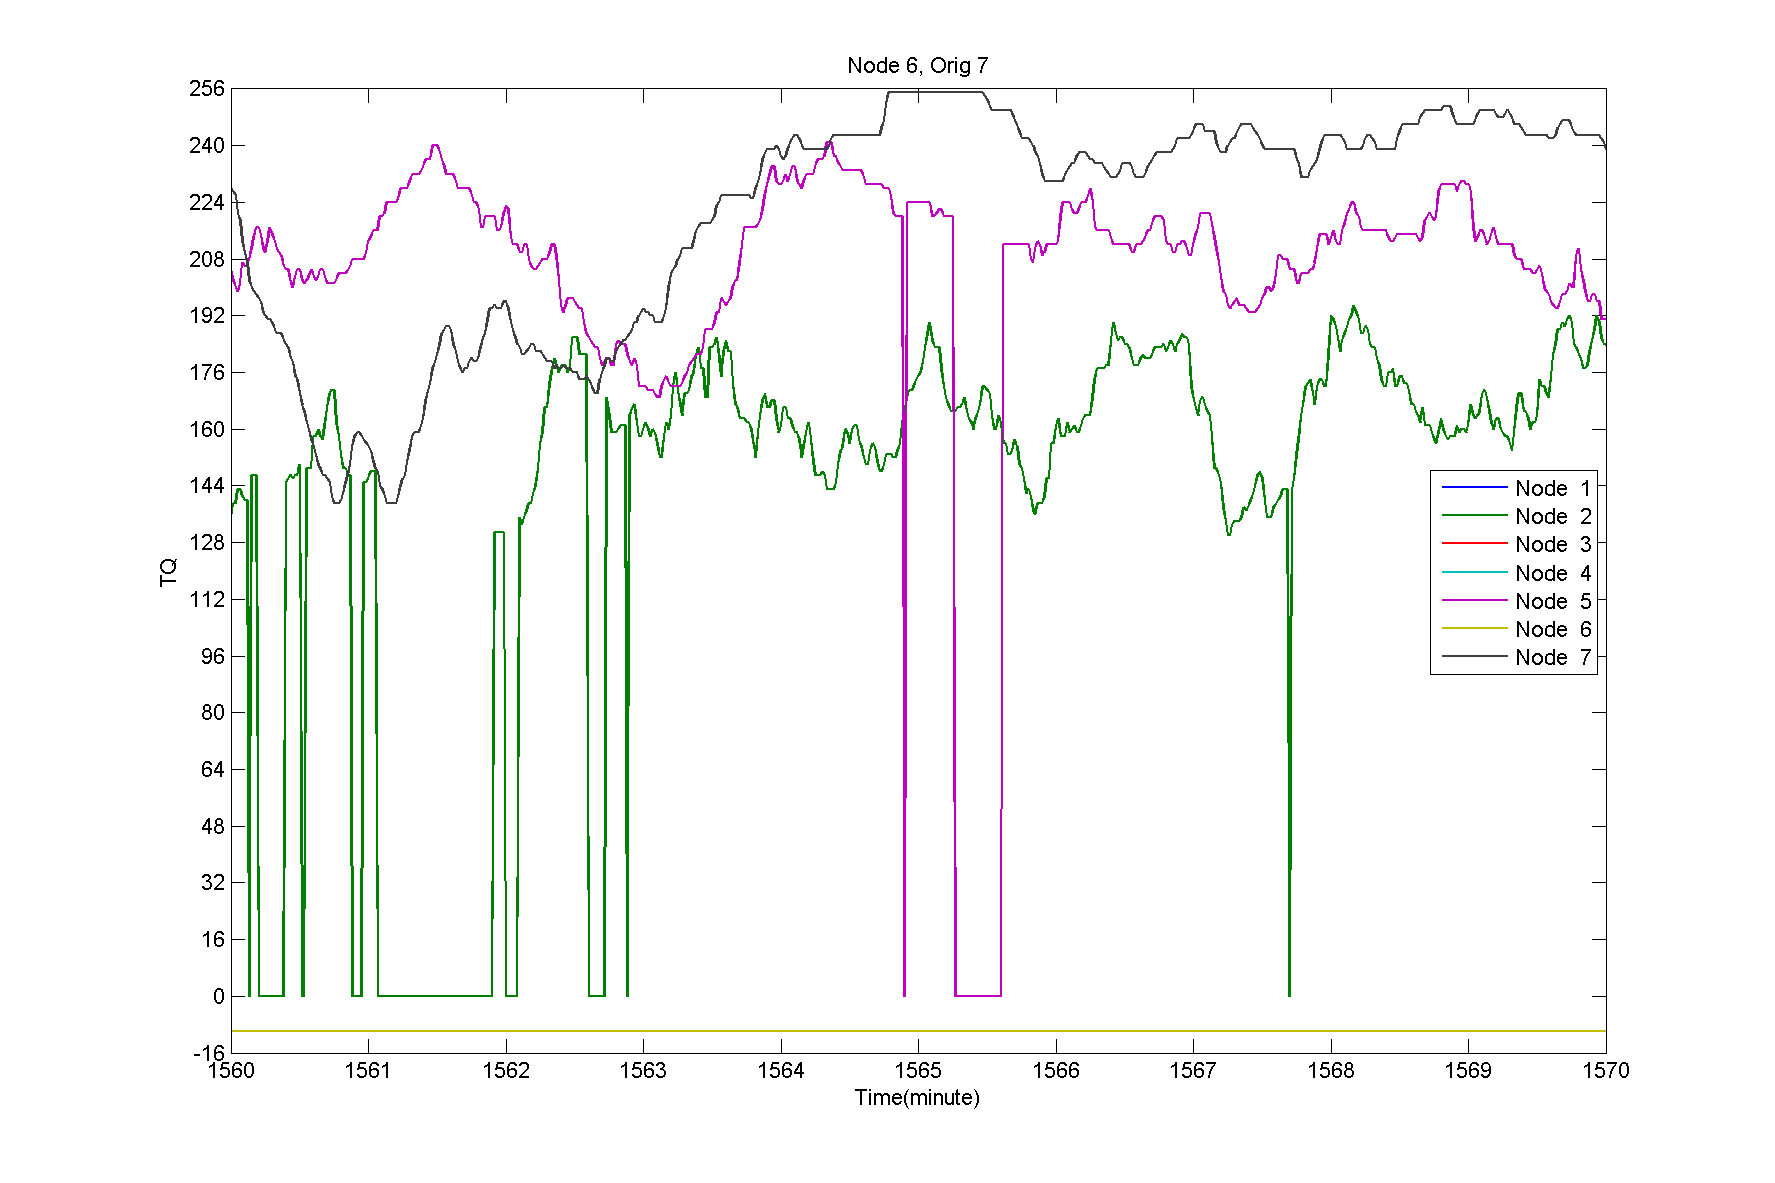 Node 6, Orig 7
256
240
224
208
192
176
160
144
128
112
96
80
64
48
32
16
0
-16
TQ
Node 1
Node 2
Node 3
Node 4
Node 5
Node 6
Node 7
1560 1561 1562 1563 1564 1565 1566 1567 1568 1569 1570
Time(minute)